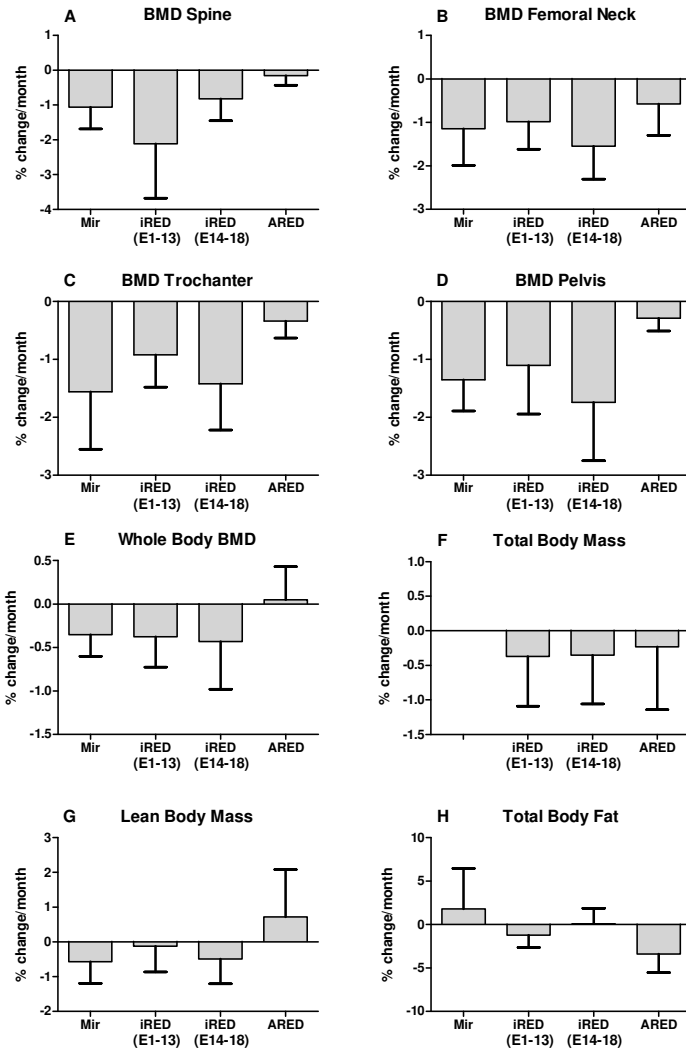 A BMD Spine
% change/month
1
0
-1
-2
-3
-4
Mir iRED (E1-13) iRED (E14-18) ARED
B BMD Femoral Neck
% change/month
1
0
-1
-2
-3
Mir iRED (E1-13) iRED (E14-18) ARED
C BMD Trochanter
% change/month
0
-1
-2
-3
Mir iRED (E1-13) iRED (E14-18) ARED
D BMD Pelvis
% change/month
0
-1
-2
-3
Mir iRED (E1-13) iRED (E14-18) ARED
E Whole Body BMD
% change/month
0.5
0.0
-0.5
-1.0
-1.5
Mir iRED (E1-13) iRED (E14-18) ARED
F Total Body Mass
% change/month
1.0
0.5
0.0
-0.5
-1.0
-1.5
iRED (E1-13) iRED (E14-18) ARED
G Lean Body Mass
% change/month
3
2
1
0
-1
-2
Mir iRED (E1-13) iRED (E14-18) ARED
H Total Body Fat
% change/month
10
5
0
-5
-10
Mir iRED (E1-13) iRED (E14-18) ARED